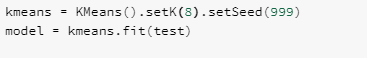 kmeans = KMeans().setK(8).setSeed(999)
model = kmeans.fit(test)